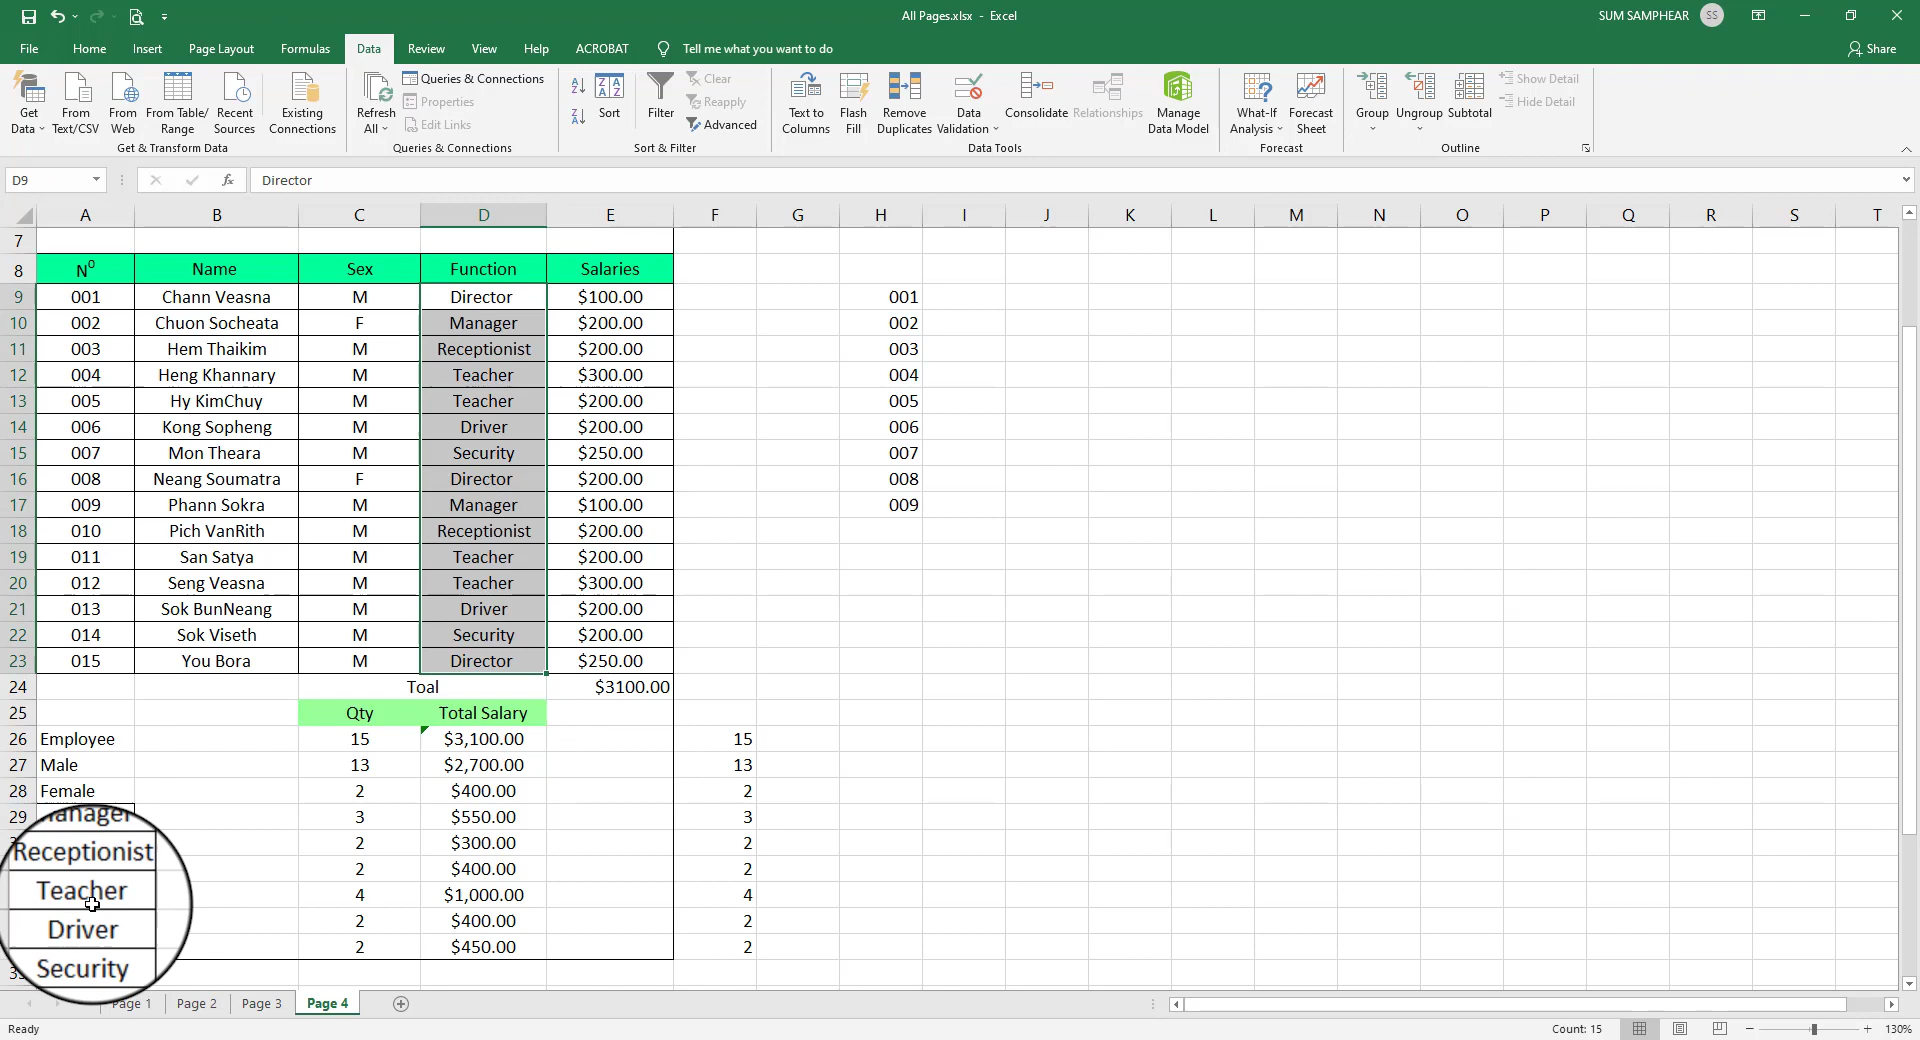 All Pages.xlsx - Excel
SUM SAMPHEAR SS
File Home Insert Page Layout Formulas Data Review View Help ACROBAT Tell me what you want to do Share
Get Data From Text/CSV From Web From Table/Range Recent Sources Existing Connections
Get & Transform Data
Refresh All Queries & Connections
Properties
Edit Links
Queries & Connections
Sort Filter Clear
Reapply
Advanced
Sort & Filter
Text to Columns Flash Fill Remove Duplicates Data Validation Consolidate Relationships Manage Data Model
Data Tools
What-If Analysis Forecast Sheet
Forecast
Group Ungroup Subtotal Show Detail
Hide Detail
Outline
D9 fx Director
A B C D E F G H I J K L M N O P Q R S T
7
8 N⁰ Name Sex Function Salaries
9 001 Chann Veasna M Director $100.00 001
10 002 Chuon Socheata F Manager $200.00 002
11 003 Hem Thaikim M Receptionist $200.00 003
12 004 Heng Khannary M Teacher $300.00 004
13 005 Hy KimChuy M Teacher $200.00 005
14 006 Kong Sopheng M Driver $200.00 006
15 007 Mon Theara M Security $250.00 007
16 008 Neang Soumatra F Director $200.00 008
17 009 Phann Sokra M Manager $100.00 009
18 010 Pich VanRith M Receptionist $200.00
19 011 San Satya M Teacher $200.00
20 012 Seng Veasna M Teacher $300.00
21 013 Sok BunNeang M Driver $200.00
22 014 Sok Viseth M Security $200.00
23 015 You Bora M Director $250.00
24 Toal $3100.00
25 Qty Total Salary
26 Employee 15 $3,100.00 15
27 Male 13 $2,700.00 13
28 Female 2 $400.00 2
29 3 $550.00 3
Receptionist 2 $300.00 2
2 $400.00 2
Teacher 4 $1,000.00 4
Driver 2 $400.00 2
Security 2 $450.00 2
Page 1 Page 2 Page 3 Page 4
Ready Count: 15 130%